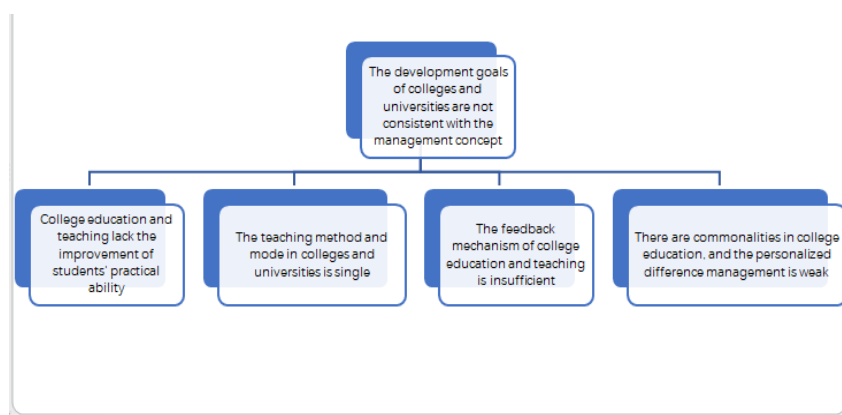 The development goals
of colleges and
universities are not
consistent with the
management concept
College education and
teaching lack the
improvement of
students' practical
ability
The teaching method and
mode in colleges and
universities is single
The feedback
mechanism of college
education and teaching
is insufficient
There are commonalities in college
education, and the personalized
difference management is weak